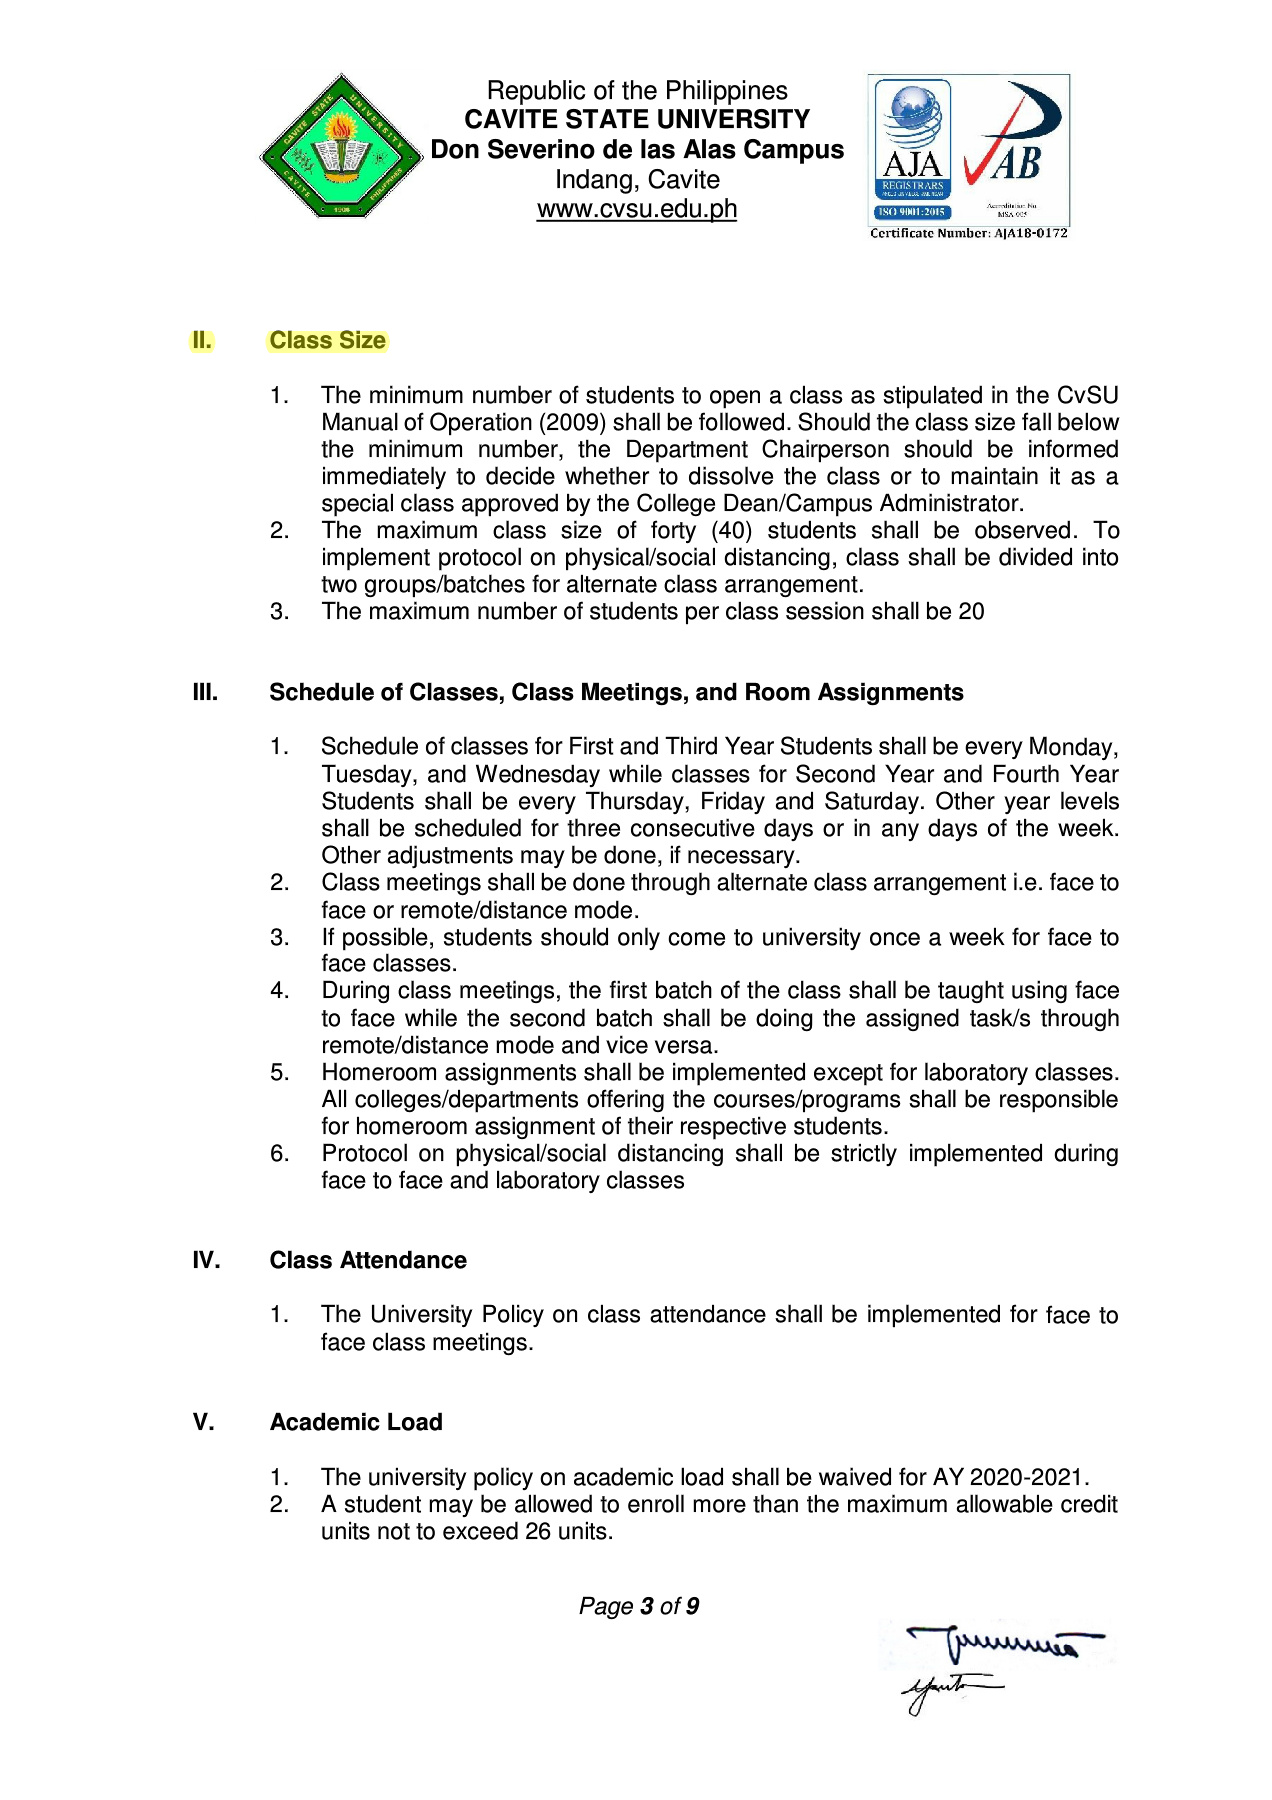 Republic of the Philippines
CAVITE STATE UNIVERSITY
Don Severino de las Alas Campus
Indang, Cavite
www.cvsu.edu.ph
CAVITE STATE UNIVERSITY
CAVITE PHILIPPINES
1906
AJA
REGISTRARS
ISO 9001:2015
PAB
Accreditation No.
MSA-005
Certificate Number: AJA18-0172
II. Class Size
1. The minimum number of students to open a class as stipulated in the CvSU
Manual of Operation (2009) shall be followed. Should the class size fall below
the minimum number, the Department Chairperson should be informed
immediately to decide whether to dissolve the class or to maintain it as a
special class approved by the College Dean/Campus Administrator.
2. The maximum class size of forty (40) students shall be observed. To
implement protocol on physical/social distancing, class shall be divided into
two groups/batches for alternate class arrangement.
3. The maximum number of students per class session shall be 20
III. Schedule of Classes, Class Meetings, and Room Assignments
1. Schedule of classes for First and Third Year Students shall be every Monday,
Tuesday, and Wednesday while classes for Second Year and Fourth Year
Students shall be every Thursday, Friday and Saturday. Other year levels
shall be scheduled for three consecutive days or in any days of the week.
Other adjustments may be done, if necessary.
2. Class meetings shall be done through alternate class arrangement i.e. face to
face or remote/distance mode.
3. If possible, students should only come to university once a week for face to
face classes.
4. During class meetings, the first batch of the class shall be taught using face
to face while the second batch shall be doing the assigned task/s through
remote/distance mode and vice versa.
5. Homeroom assignments shall be implemented except for laboratory classes.
All colleges/departments offering the courses/programs shall be responsible
for homeroom assignment of their respective students.
6. Protocol on physical/social distancing shall be strictly implemented during
face to face and laboratory classes
IV. Class Attendance
1. The University Policy on class attendance shall be implemented for face to
face class meetings.
V. Academic Load
1. The university policy on academic load shall be waived for AY 2020-2021.
2. A student may be allowed to enroll more than the maximum allowable credit
units not to exceed 26 units.
Page 3 of 9